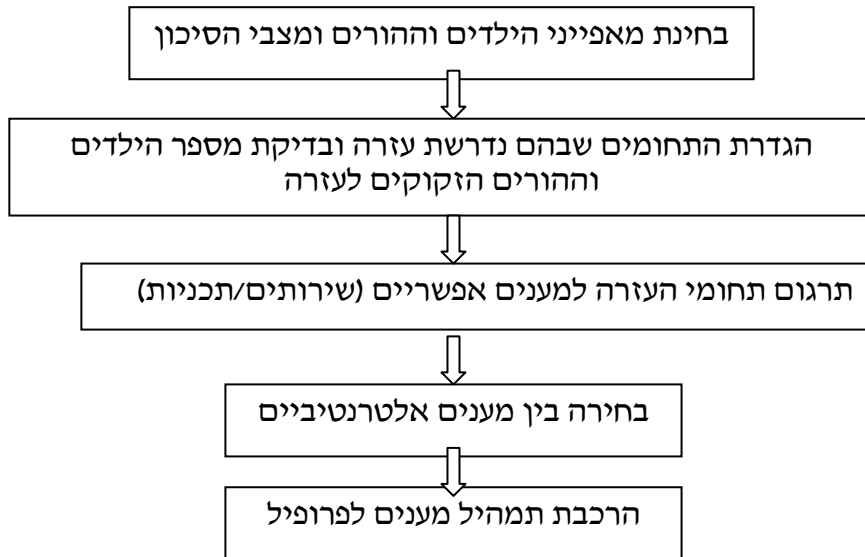 בחינת מאפייני הילדים וההורים ומצבי הסיכון
הגדרת התחומים שבהם נדרשת עזרה ובדיקת מספר הילדים
וההורים הזקוקים לעזרה
תרגום תחומי העזרה למענים אפשריים (שירותים/תכניות)
בחירה בין מענים אלטרנטיביים
הרכבת תמהיל מענים לפרופיל